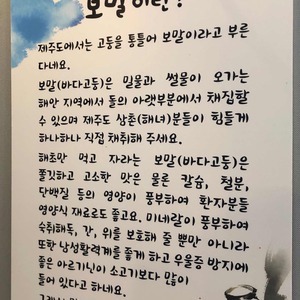 보말이란?
제주도에서는 고둥을 통틀어 보말이라고 부른
다네요.
보말(바다고둥)은 밀물과 썰물이 오가는
해안 지역에서 돌의 아랫부분에서 채집할
수 있으며 제주도 삼춘(해녀)분들이 힘들게
하나하나 직접 채취해 주세요.
해초만 먹고 자라는 보말(바다고둥)은
쫄깃하고 고소한 맛은 물론 칼슘, 철분,
단백질 등의 영양이 풍부하여 환자분들
영양식 재료로도 좋고요. 미네랄이 풍부하여
숙취해독, 간, 위를 보호해 줄 뿐만 아니라
또한 남성활력계를 좋게 하고 우울증 방지에
좋은 아르기닌이 소고기보다 많이
들어 있다고 하네요.